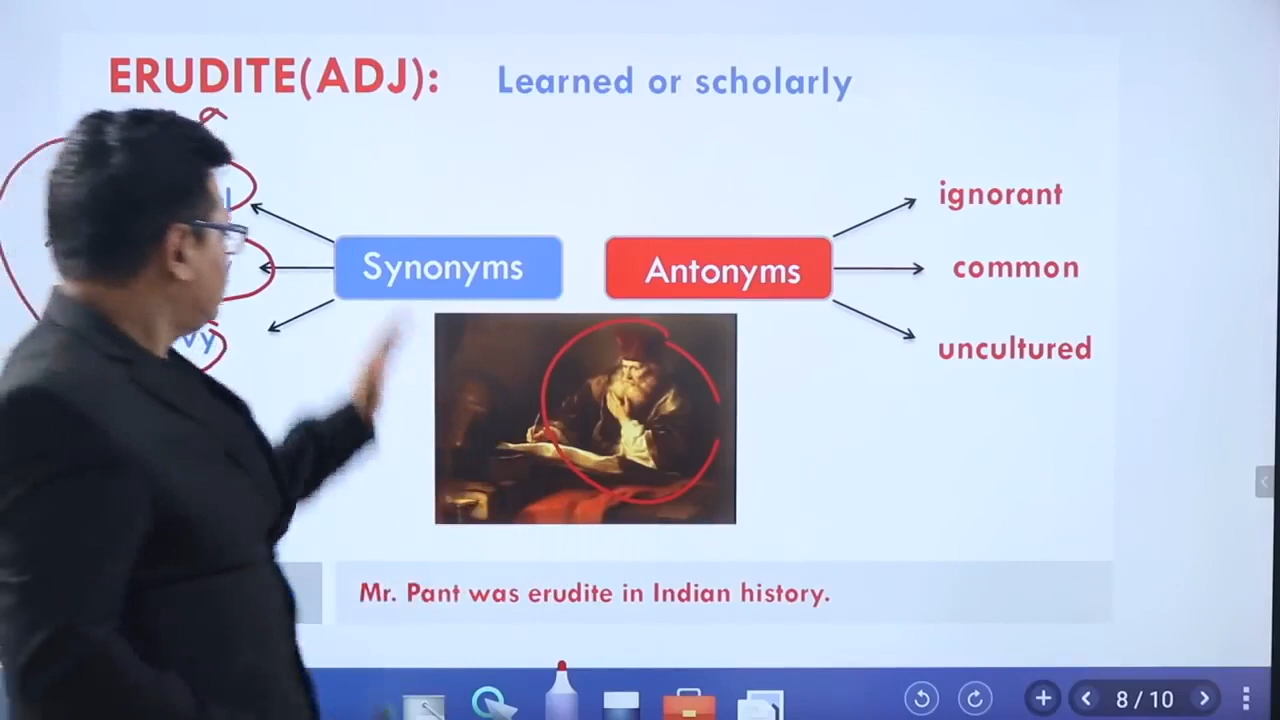 ERUDITE(ADJ): Learned or scholarly
ignorant
Synonyms Antonyms common
uncultured
Mr. Pant was erudite in Indian history.
8 / 10